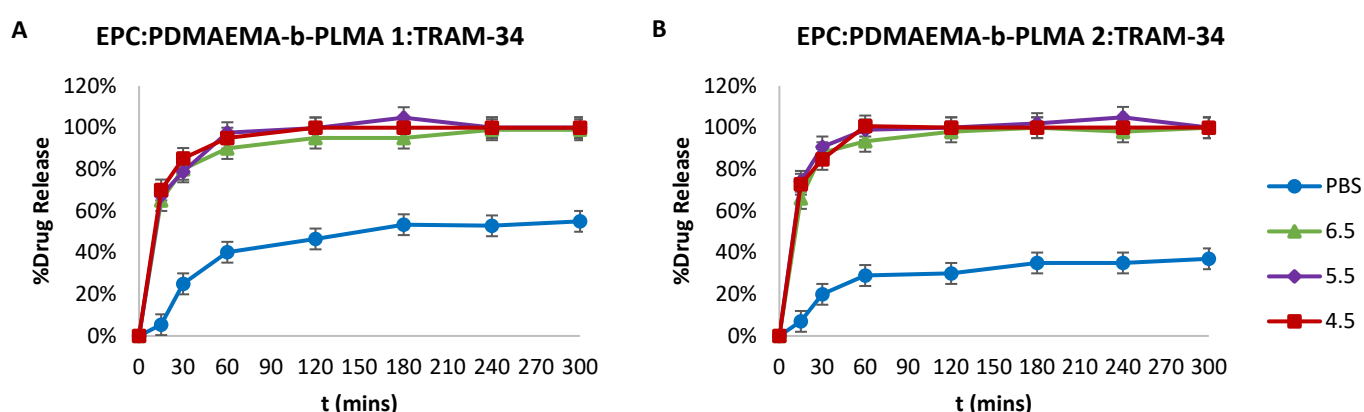 A
EPC:PDMAEMA-b-PLMA 1:TRAM-34
%Drug Release
120%
100%
80%
60%
40%
20%
0%
0 30 60 90 120 150 180 210 240 270 300
t (mins)
B
EPC:PDMAEMA-b-PLMA 2:TRAM-34
%Drug Release
120%
100%
80%
60%
40%
20%
0%
0 30 60 90 120 150 180 210 240 270 300
t (mins)
PBS
6.5
5.5
4.5